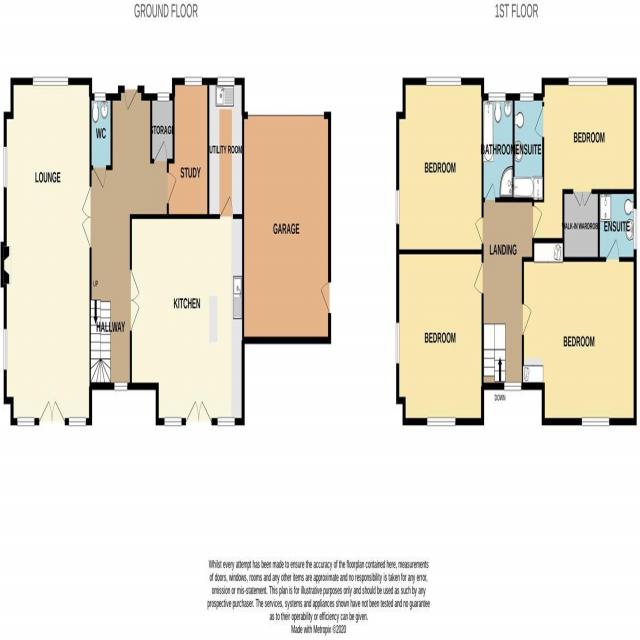 GROUND FLOOR
1ST FLOOR
WC
STORAGE
UTILITY ROOM
STUDY
LOUNGE
GARAGE
UP
KITCHEN
HALLWAY
BATHROOM
ENSUITE
BEDROOM
BEDROOM
WALK-IN WARDROBE
ENSUITE
LANDING
BEDROOM
BEDROOM
DOWN
Whilst every attempt has been made to ensure the accuracy of the floorplan contained here, measurements
of doors, windows, rooms and any other items are approximate and no responsibility is taken for any error,
omission or mis-statement. This plan is for illustrative purposes only and should be used as such by any
prospective purchaser. The services, systems and appliances shown have not been tested and no guarantee
as to their operability or efficiency can be given.
Made with Metropix ©2020